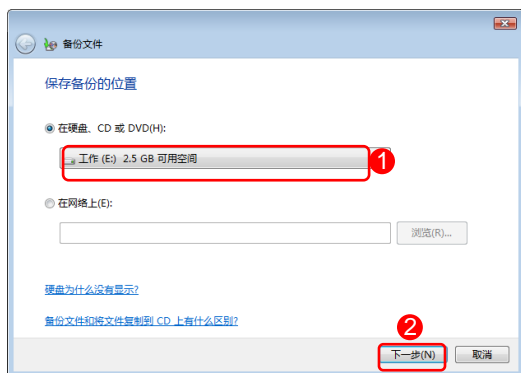 备份文件
保存备份的位置
在硬盘、CD 或 DVD(H):
工作 (E:) 2.5 GB 可用空间
1
在网络上(E):
浏览(R)...
硬盘为什么没有显示?
备份文件和将文件复制到 CD 上有什么区别?
2
下一步(N)
取消